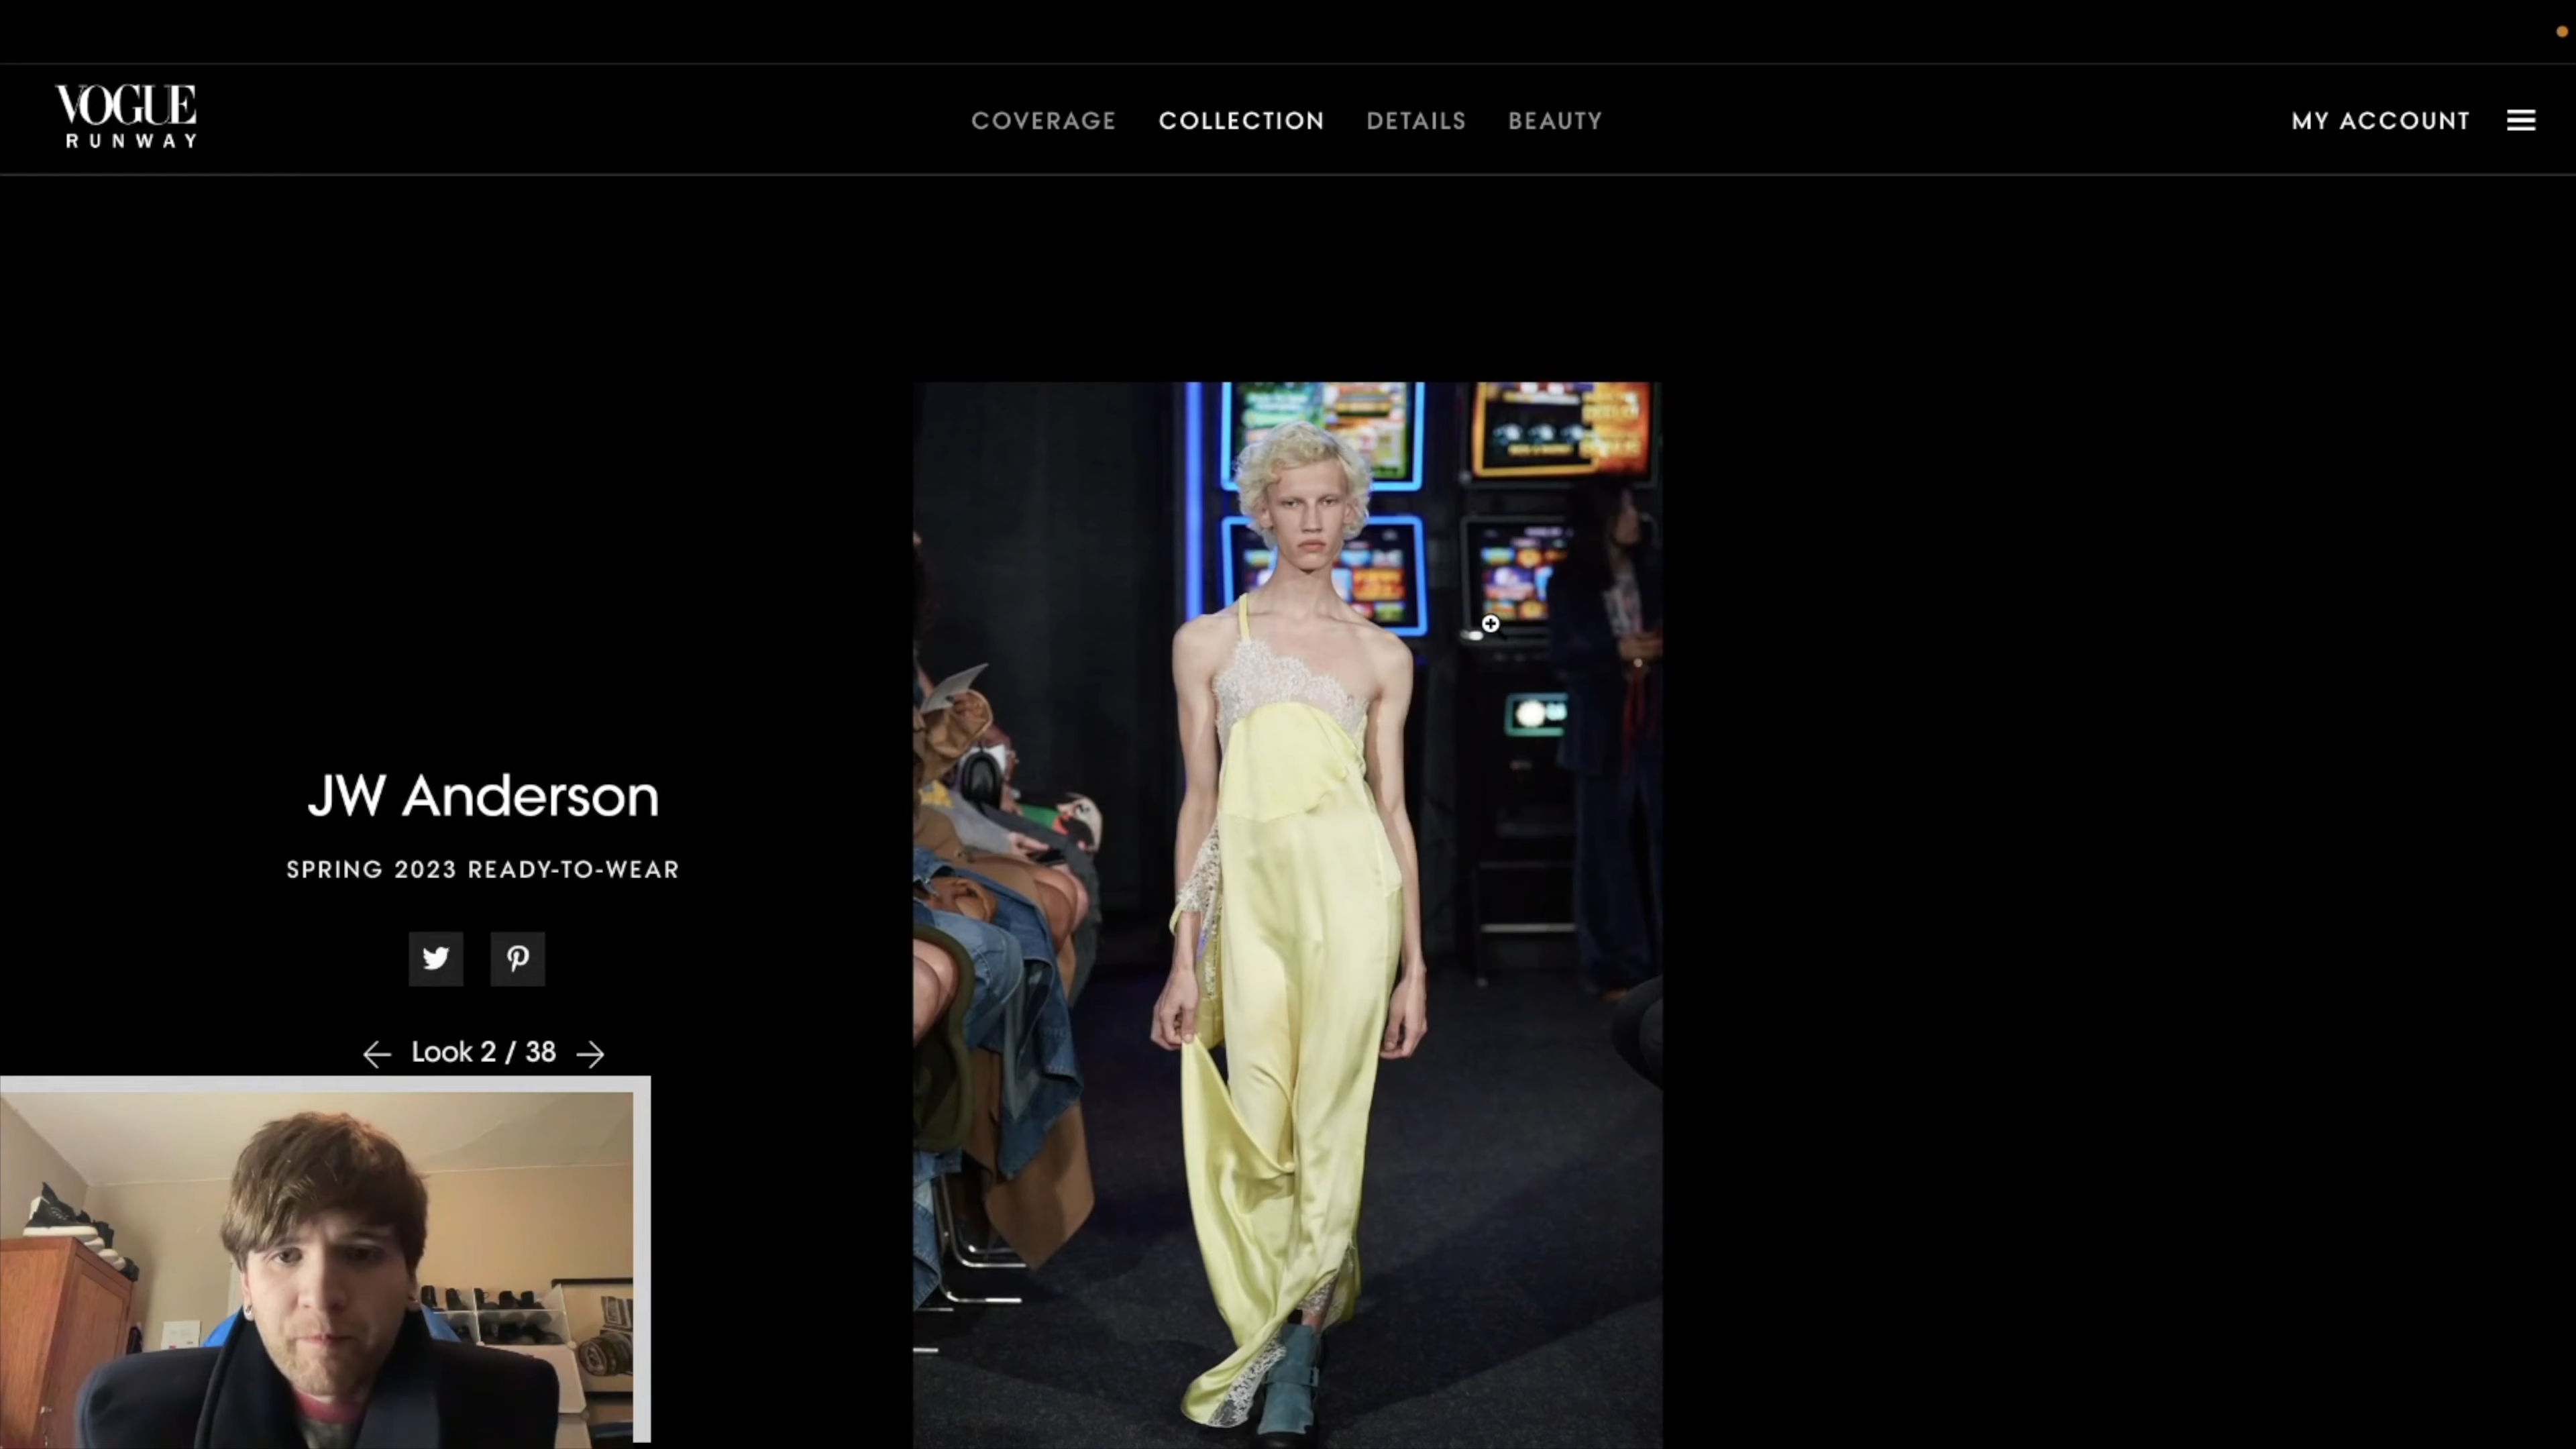 VOGUE
RUNWAY
COVERAGE COLLECTION DETAILS BEAUTY
MY ACCOUNT
JW Anderson
SPRING 2023 READY-TO-WEAR
Look 2 / 38